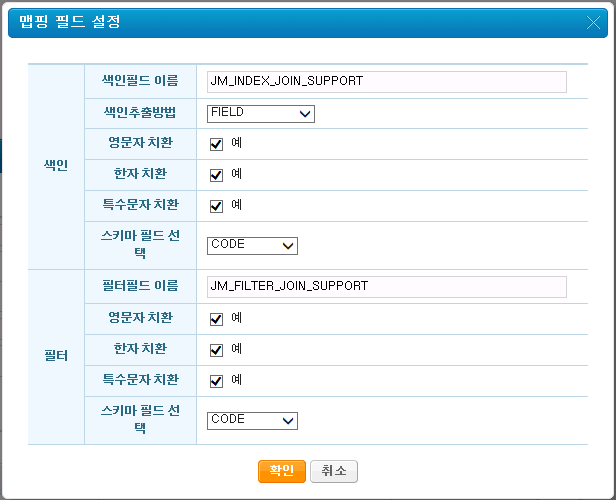 맵핑 필드 설정
색인
색인필드 이름
JM_INDEX_JOIN_SUPPORT
색인추출방법
FIELD
영문자 치환
예
한자 치환
예
특수문자 치환
예
스키마 필드 선
택
CODE
필터
필터필드 이름
JM_FILTER_JOIN_SUPPORT
영문자 치환
예
한자 치환
예
특수문자 치환
예
스키마 필드 선
택
CODE
확인
취소